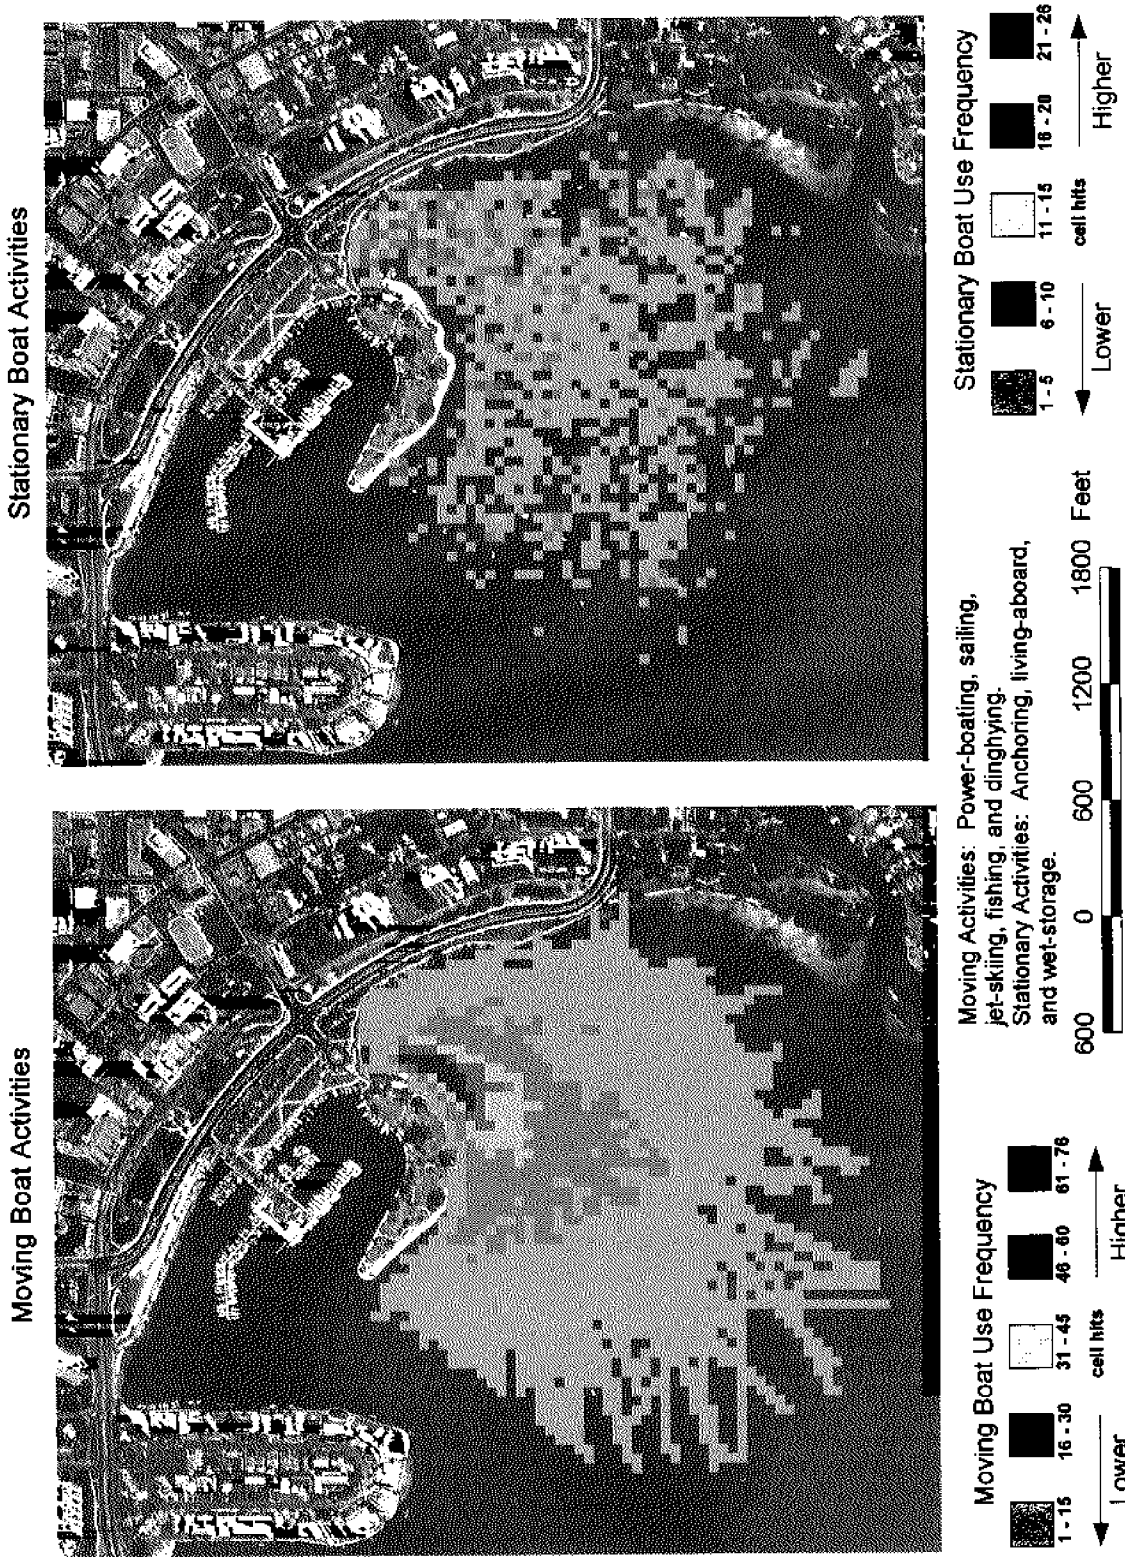 Moving Boat Activities
Stationary Boat Activities
Moving Boat Use Frequency
1 - 15
16 - 30
31 - 45
46 - 60
61 - 76
cell hits
Lower
Higher
Moving Activities: Power-boating, sailing,
jet-skiing, fishing, and dinghying.
Stationary Activities: Anchoring, living-aboard,
and wet-storage.
600
0
600
1200
1800 Feet
Stationary Boat Use Frequency
1 - 5
6 - 10
11 - 15
16 - 20
21 - 26
cell hits
Lower
Higher